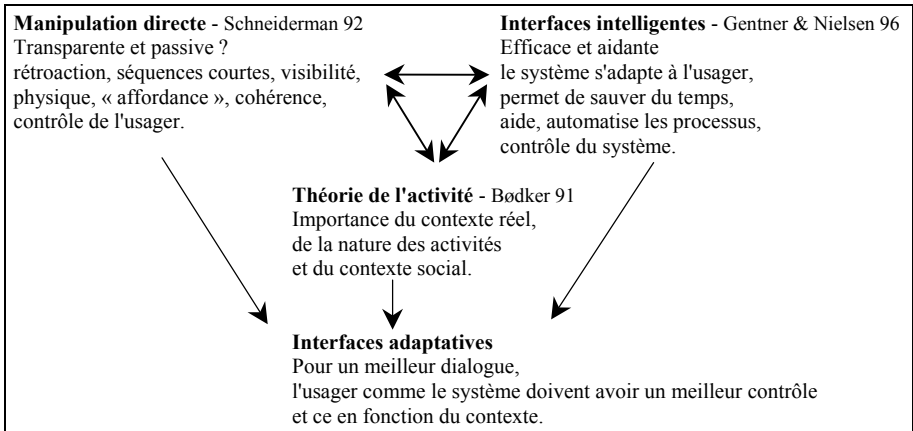 Manipulation directe - Schneiderman 92
Transparente et passive ?
rétroaction, séquences courtes, visibilité,
physique, « affordance », cohérence,
contrôle de l'usager.
Interfaces intelligentes - Gentner & Nielsen 96
Efficace et aidante
le système s'adapte à l'usager,
permet de sauver du temps,
aide, automatise les processus,
contrôle du système.
Théorie de l'activité - Bødker 91
Importance du contexte réel,
de la nature des activités
et du contexte social.
Interfaces adaptatives
Pour un meilleur dialogue,
l'usager comme le système doivent avoir un meilleur contrôle
et ce en fonction du contexte.